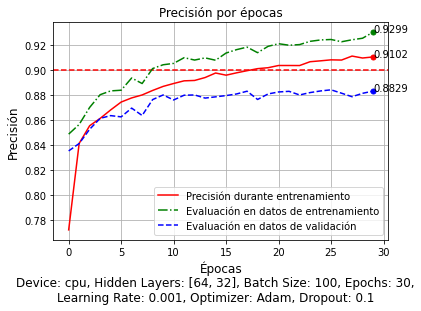 Precisión por épocas
Precisión
0.92
0.90
0.88
0.86
0.84
0.82
0.80
0.78
0.9299
0.9102
0.8829
Precisión durante entrenamiento
Evaluación en datos de entrenamiento
Evaluación en datos de validación
0 5 10 15 20 25 30
Épocas
Device: cpu, Hidden Layers: [64, 32], Batch Size: 100, Epochs: 30,
Learning Rate: 0.001, Optimizer: Adam, Dropout: 0.1